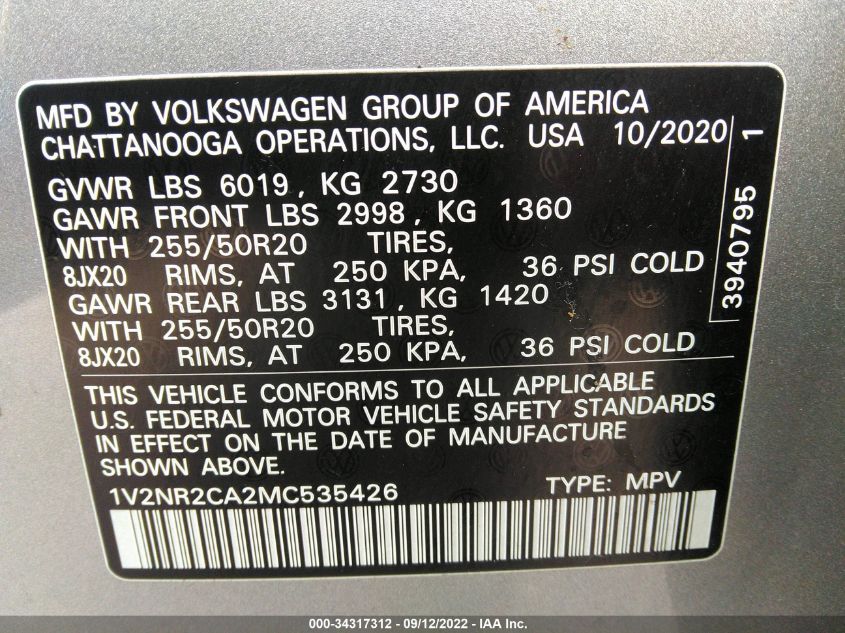 MFD BY VOLKSWAGEN GROUP OF AMERICA
CHATTANOOGA OPERATIONS, LLC. USA 10/2020
GVWR LBS 6019, KG 2730
GAWR FRONT LBS 2998, KG 1360
WITH 255/50R20 TIRES,
8JX20 RIMS, AT 250 KPA, 36 PSI COLD
GAWR REAR LBS 3131, KG 1420
WITH 255/50R20 TIRES,
8JX20 RIMS, AT 250 KPA, 36 PSI COLD
3940795 1
THIS VEHICLE CONFORMS TO ALL APPLICABLE
U.S. FEDERAL MOTOR VEHICLE SAFETY STANDARDS
IN EFFECT ON THE DATE OF MANUFACTURE
SHOWN ABOVE.
1V2NR2CA2MC535426 TYPE: MPV
000-34317312 - 09/12/2022 - IAA Inc.